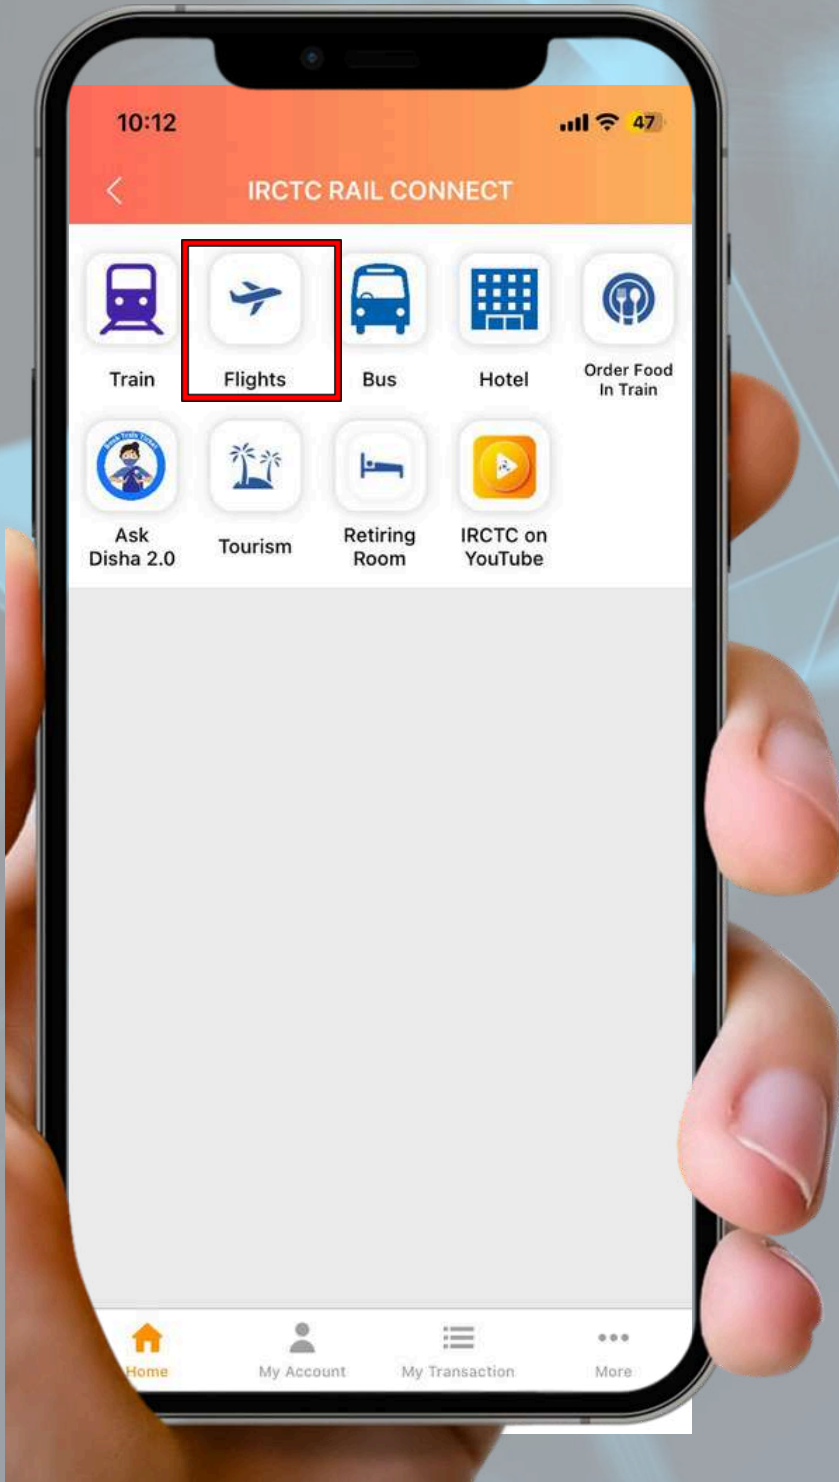 10:12
47
IRCTC RAIL CONNECT
Train
Flights
Bus
Hotel
Order Food
In Train
Ask
Disha 2.0
Tourism
Retiring
Room
IRCTC on
YouTube
Home
My Account
My Transaction
More